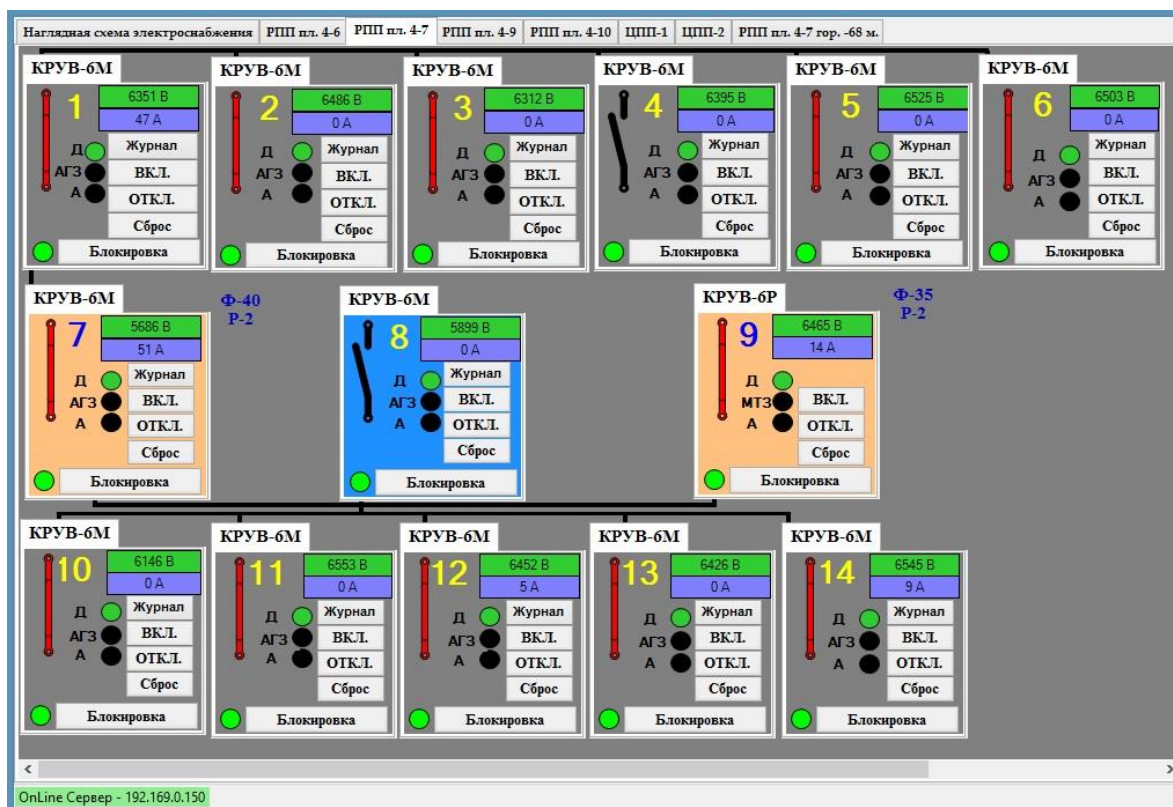 Наглядная схема электроснабжения РПП пл. 4-6 РПП пл. 4-7 РПП пл. 4-9 РПП пл. 4-10 ЦПП-1 ЦПП-2 РПП пл. 4-7 гор. -68 м.
КРУВ-6М
1
6351 В
47 А
Д
Журнал
АГЗ
ВКЛ.
А
ОТКЛ.
Сброс
Блокировка
КРУВ-6М
2
6486 В
0 А
Д
Журнал
АГЗ
ВКЛ.
А
ОТКЛ.
Сброс
Блокировка
КРУВ-6М
3
6312 В
0 А
Д
Журнал
АГЗ
ВКЛ.
А
ОТКЛ.
Сброс
Блокировка
КРУВ-6М
4
6395 В
0 А
Д
Журнал
АГЗ
ВКЛ.
А
ОТКЛ.
Сброс
Блокировка
КРУВ-6М
5
6525 В
0 А
Д
Журнал
АГЗ
ВКЛ.
А
ОТКЛ.
Сброс
Блокировка
КРУВ-6М
6
6503 В
0 А
Д
Журнал
АГЗ
ВКЛ.
А
ОТКЛ.
Сброс
Блокировка
КРУВ-6М
7
5686 В
51 А
Д
Журнал
АГЗ
ВКЛ.
А
ОТКЛ.
Сброс
Блокировка
Ф-40
Р-2
КРУВ-6М
8
5899 В
0 А
Д
Журнал
АГЗ
ВКЛ.
А
ОТКЛ.
Сброс
Блокировка
КРУВ-6Р
9
6465 В
14 А
Д
МТЗ
ВКЛ.
А
ОТКЛ.
Сброс
Блокировка
Ф-35
Р-2
КРУВ-6М
10
6146 В
0 А
Д
Журнал
АГЗ
ВКЛ.
А
ОТКЛ.
Сброс
Блокировка
КРУВ-6М
11
6553 В
0 А
Д
Журнал
АГЗ
ВКЛ.
А
ОТКЛ.
Сброс
Блокировка
КРУВ-6М
12
6452 В
5 А
Д
Журнал
АГЗ
ВКЛ.
А
ОТКЛ.
Сброс
Блокировка
КРУВ-6М
13
6426 В
0 А
Д
Журнал
АГЗ
ВКЛ.
А
ОТКЛ.
Сброс
Блокировка
КРУВ-6М
14
6545 В
9 А
Д
Журнал
АГЗ
ВКЛ.
А
ОТКЛ.
Сброс
Блокировка
OnLine Сервер - 192.169.0.150